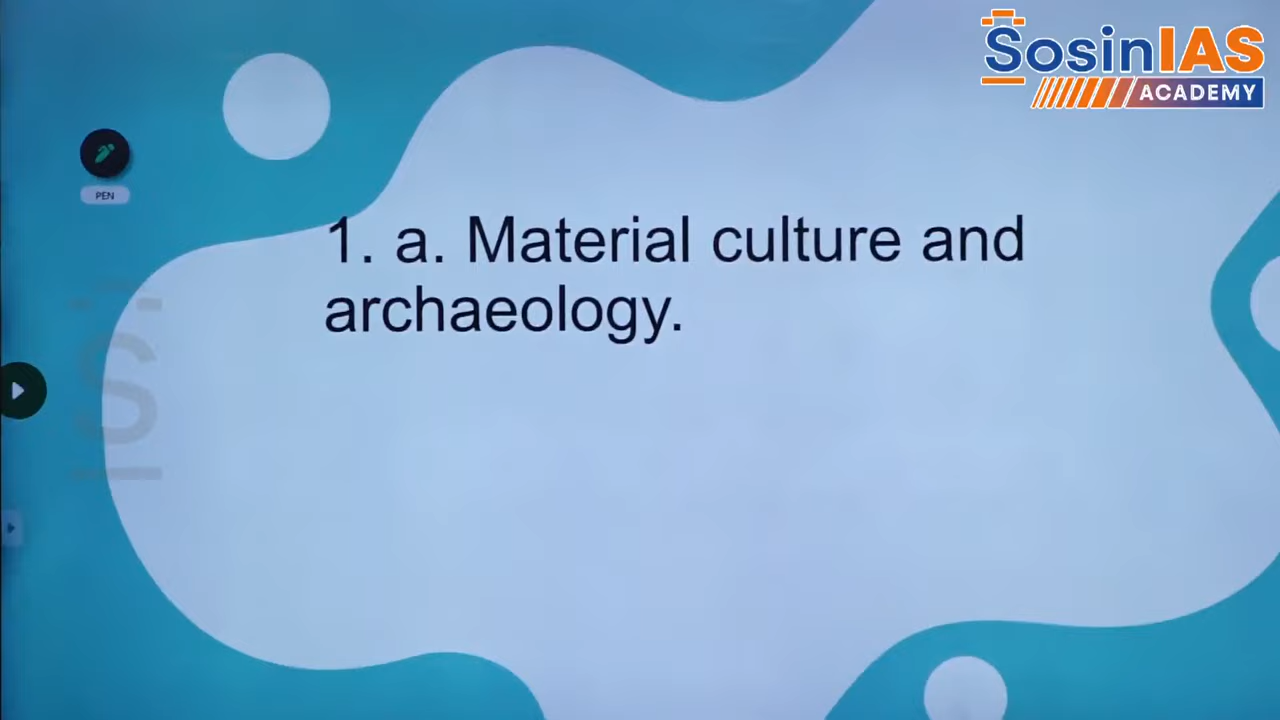 SosinIAS
ACADEMY
PEN
1. a. Material culture and
archaeology.